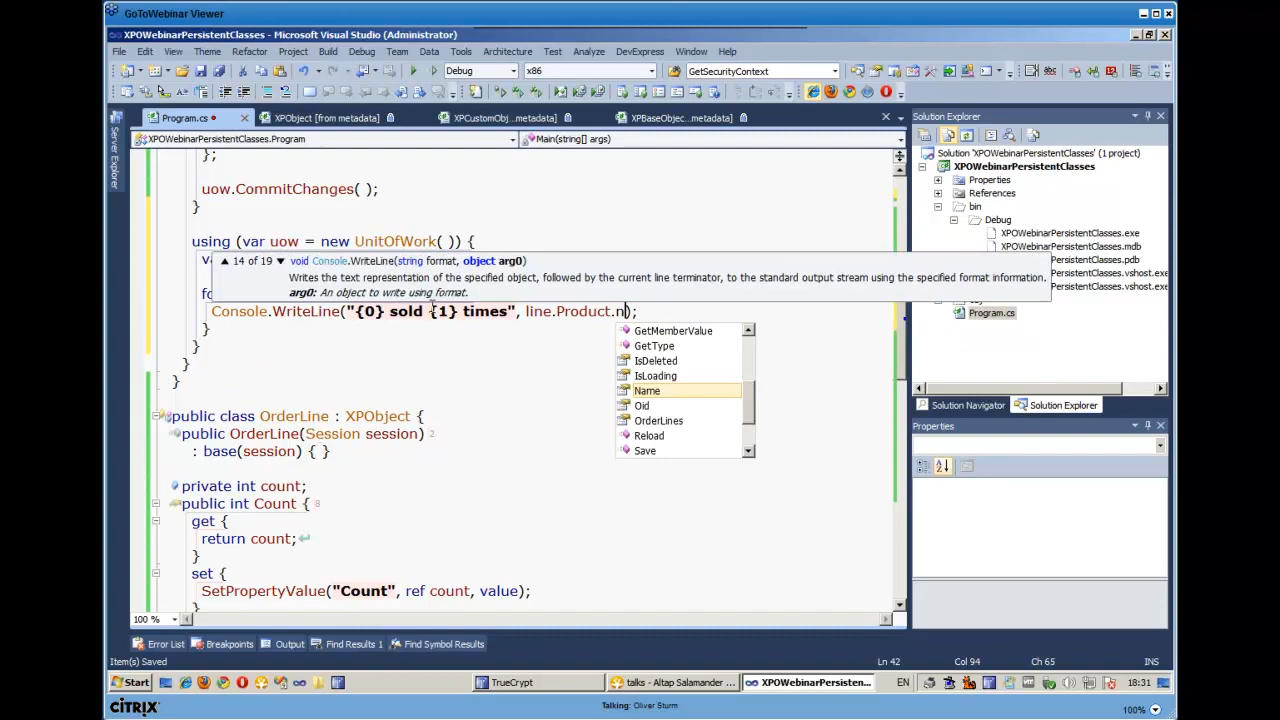 GoToWebinar Viewer
XPOWebinarPersistentClasses - Microsoft Visual Studio (Administrator)
File Edit View Theme Refactor Project Build Debug Team Data Tools Architecture Test Analyze DevExpress Window Help
Debug x86 GetSecurityContext
Program.cs XPObject [from metadata] XPCustomObj...metadata] XPBaseObjec...metadata]
Solution Explorer
XPOWebinarPersistentClasses.Program Main(string[] args)
Server Explorer
};
uow.CommitChanges( );
}
using (var uow = new UnitOfWork( )) {
14 of 19 void Console.WriteLine(string format, object arg0)
Writes the text representation of the specified object, followed by the current line terminator, to the standard output stream using the specified format information.
arg0: An object to write using format.
Console.WriteLine("{0} sold {1} times", line.Product.n);
}
}
}
}
GetMemberValue
GetType
IsDeleted
IsLoading
Name
Oid
OrderLines
Reload
Save
public class OrderLine : XPObject {
public OrderLine(Session session) 2
: base(session) { }
private int count;
public int Count { 8
get {
return count;
}
set {
SetPropertyValue("Count", ref count, value);
}
100 %
Solution 'XPOWebinarPersistentClasses' (1 project)
XPOWebinarPersistentClasses
Properties
References
bin
Debug
XPOWebinarPersistentClasses.exe
XPOWebinarPersistentClasses.mdb
Program.cs
Solution Navigator Solution Explorer
Properties
Error List Breakpoints Output Find Results 1 Find Symbol Results
Item(s) Saved Ln 42 Col 94 Ch 65 INS
Start TrueCrypt talks - Altap Salamander ... XPOWebinarPersisten... EN 18:31
CITRIX Talking: Oliver Sturm 100%